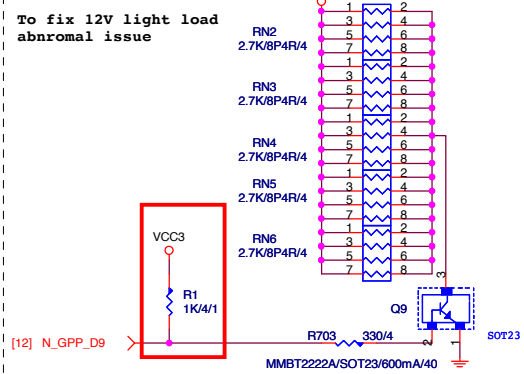 To fix 12V light load
abnromal issue
1 2
3 4
RN2 5 6
2.7K/8P4R/4 7 8
1 2
3 4
RN3 5 6
2.7K/8P4R/4 7 8
1 2
3 4
RN4 5 6
2.7K/8P4R/4 7 8
1 2
RN5 3 4
2.7K/8P4R/4 5 6
7 8
1 2
RN6 3 4
2.7K/8P4R/4 5 6
7 8
VCC3
3
R1
1K/4/1
Q9
SOT23
[12] N_GPP_D9
R703 330/4
2 1
MMBT2222A/SOT23/600mA/40